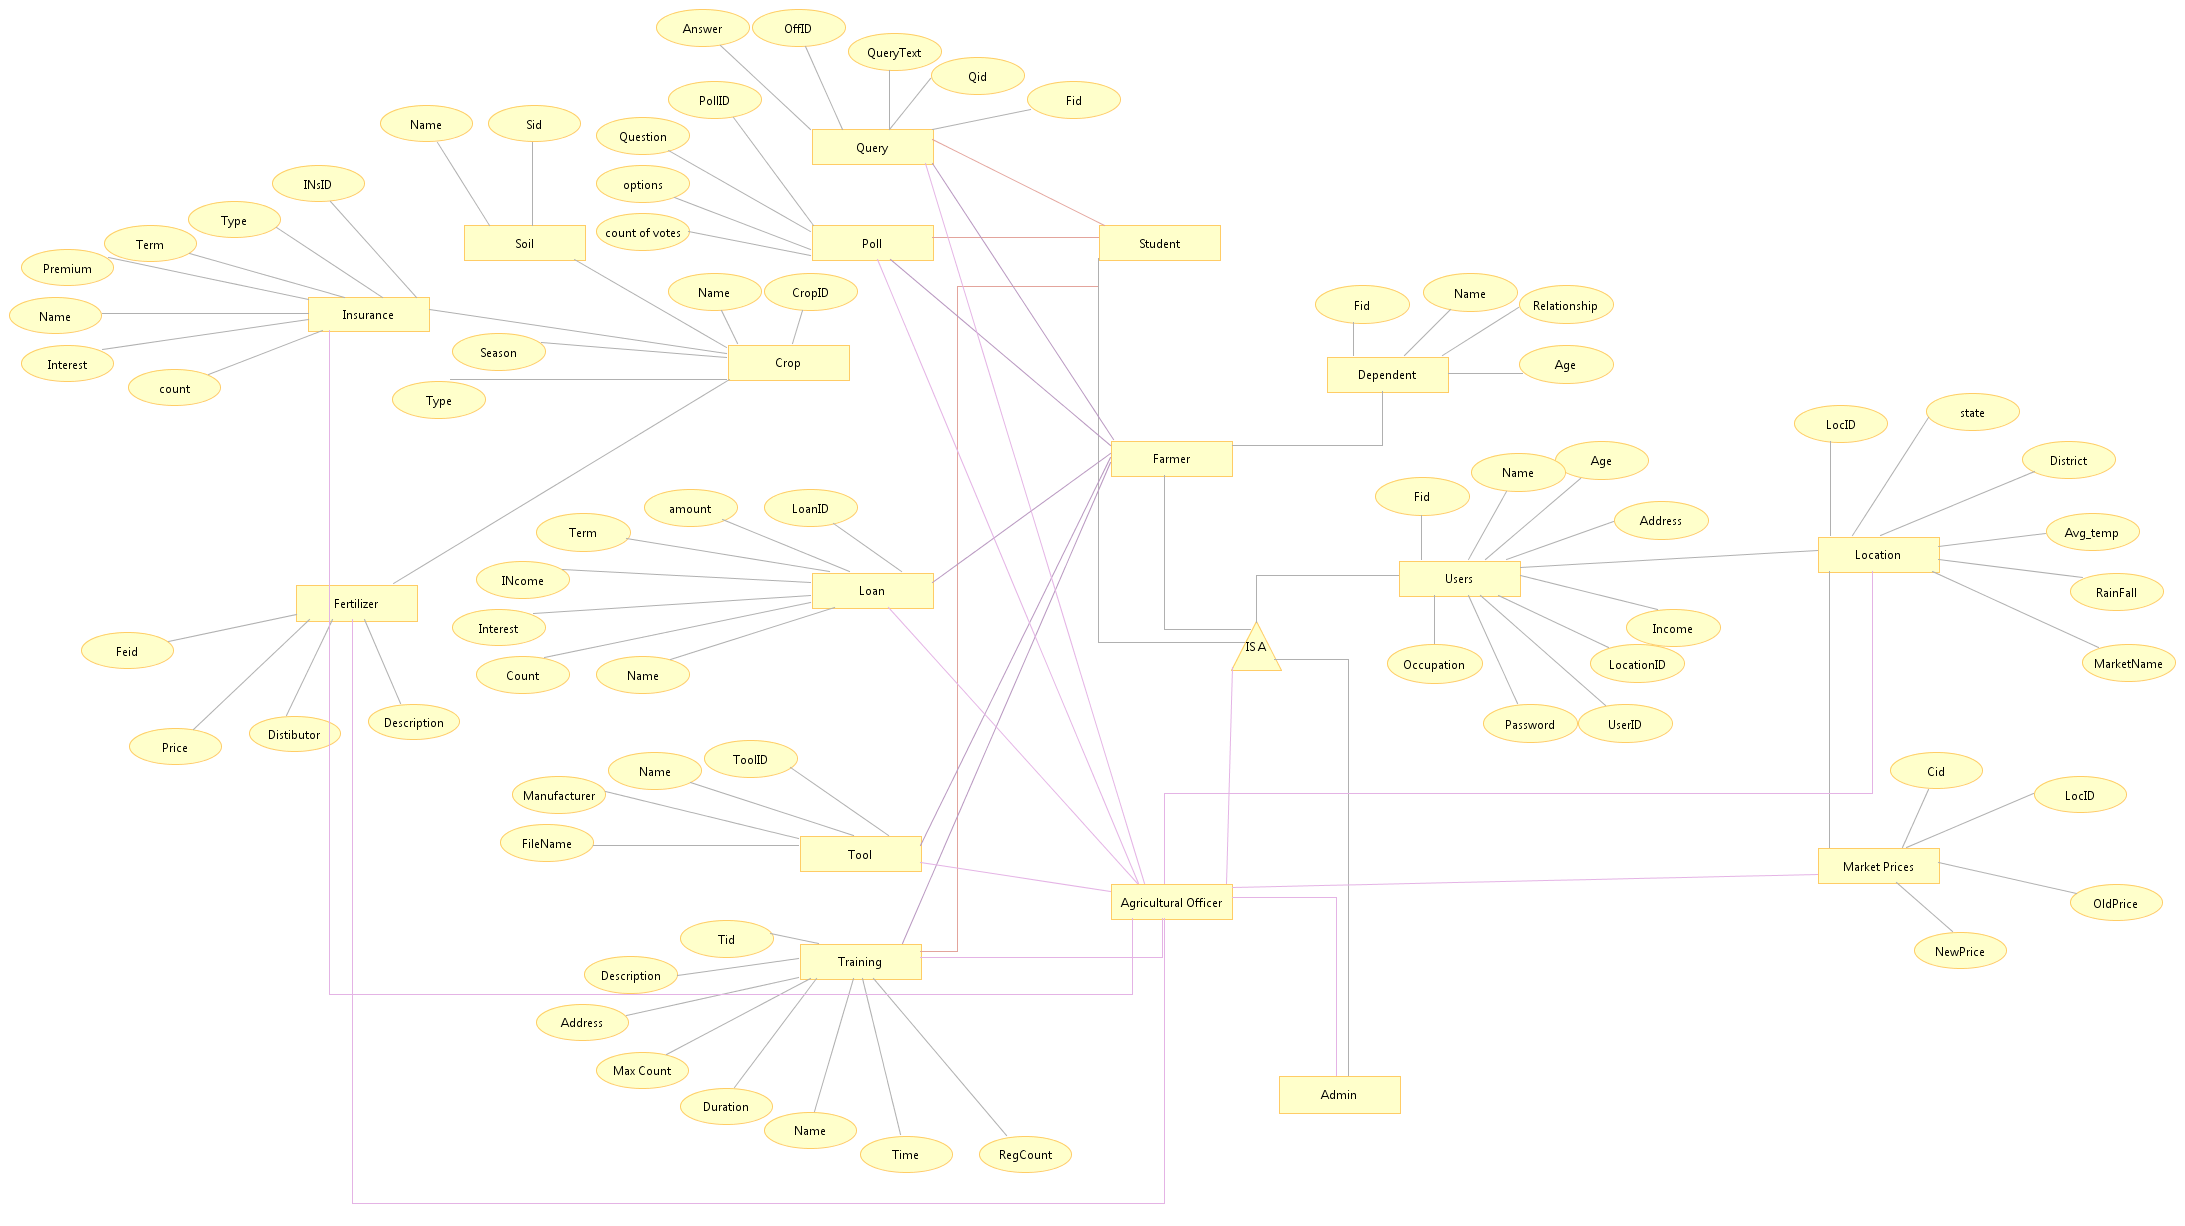 Answer
OffID
QueryText
Qid
Fid
PollID
Name
Sid
Question
Query
options
INsID
Type
Term
Premium
count of votes
Soil
Poll
Student
Name
CropID
Fid
Name
Relationship
Name
Insurance
Interest
count
Season
Type
Crop
Dependent
Age
LocID
state
Farmer
District
Name
Age
Fid
Address
amount
LoanID
Term
Avg_temp
Location
INcome
Loan
Users
RainFall
Fertilizer
Interest
Income
Feid
Count
Name
IS A
Occupation
LocationID
MarketName
Price
Distibutor
Description
Password
UserID
Name
ToolID
Manufacturer
FileName
Tool
Cid
LocID
Market Prices
Agricultural Officer
OldPrice
NewPrice
Tid
Training
Description
Address
Max Count
Duration
Name
Time
RegCount
Admin